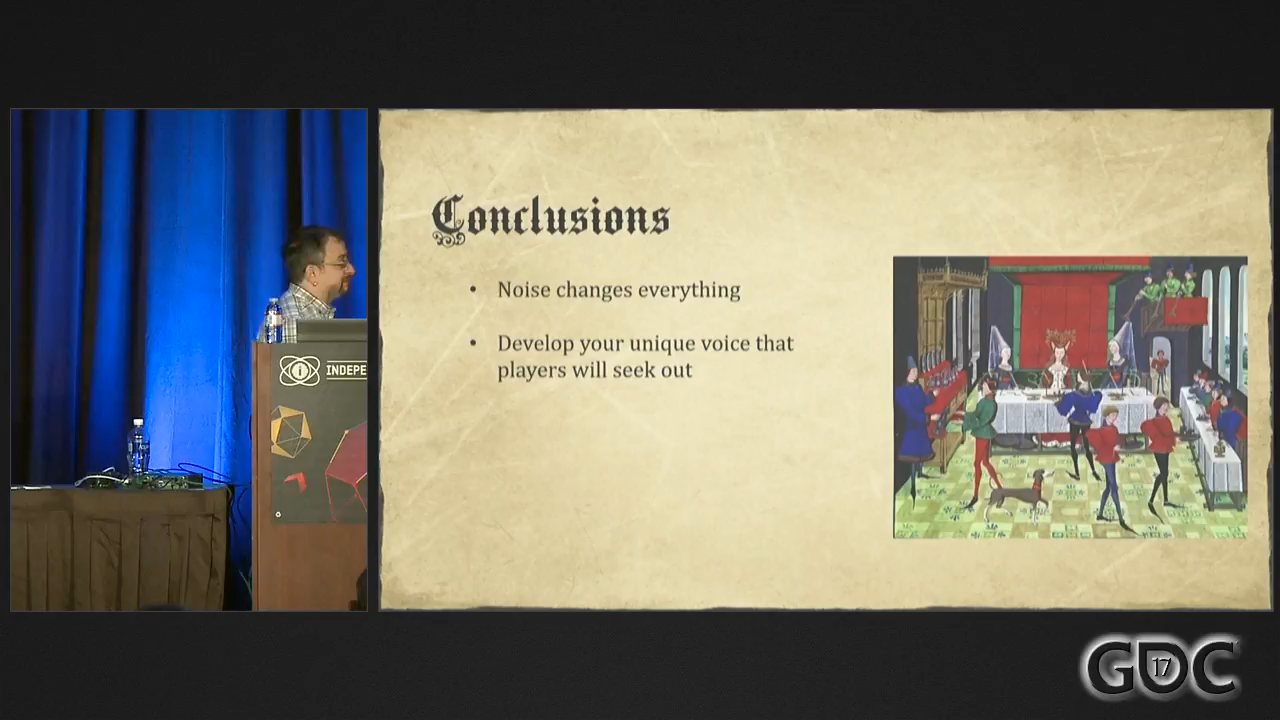 Conclusions
• Noise changes everything
• Develop your unique voice that
players will seek out
INDEPE
GDC
17